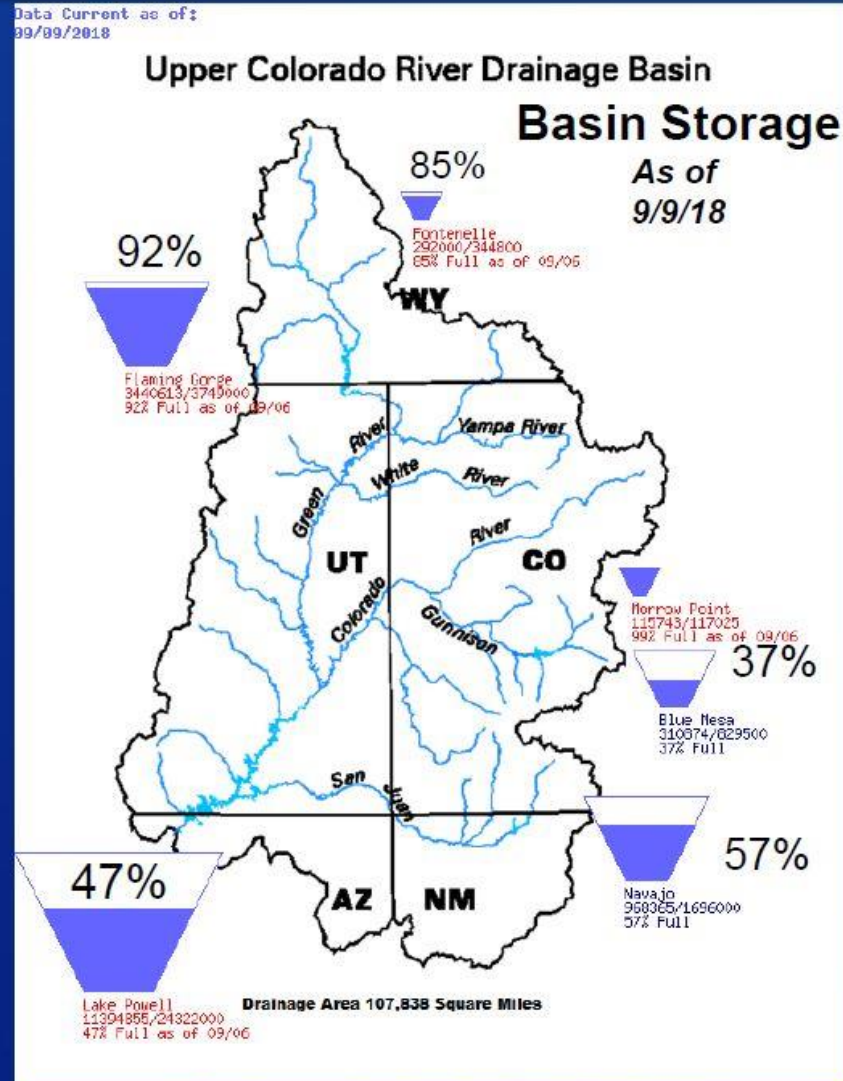 Data Current as of:
09/09/2018
Upper Colorado River Drainage Basin
Basin Storage
As of
9/9/18
85%
Fontenelle
292000/344800
85% Full as of 09/06
92%
WY
Flaming Gorge
3440613/3749000
92% Full as of 09/06
Yampa River
River
White
River
Green
River
UT
CO
Colorado
Gunnison
Morrow Point
115743/117025
99% Full as of 09/06
37%
Blue Mesa
310874/829500
37% Full
San
Juan
57%
Navajo
968365/1696000
57% Full
47%
AZ
NM
Lake Powell
11394855/24322000
47% Full as of 09/06
Drainage Area 107,838 Square Miles